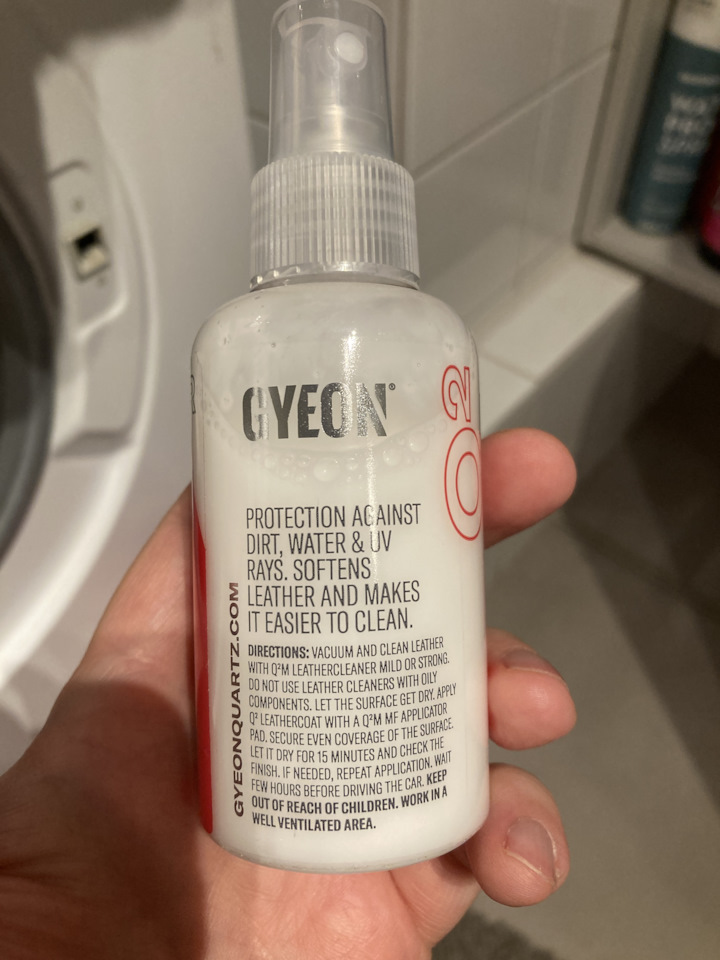 GYEON®
Q2
PROTECTION AGAINST
DIRT, WATER & UV
RAYS. SOFTENS
LEATHER AND MAKES
IT EASIER TO CLEAN.
DIRECTIONS: VACUUM AND CLEAN LEATHER
WITH Q²M LEATHERCLEANER MILD OR STRONG.
DO NOT USE LEATHER CLEANERS WITH OILY
COMPONENTS. LET THE SURFACE GET DRY. APPLY
Q² LEATHERCOAT WITH A Q²M MF APPLICATOR
PAD. SECURE EVEN COVERAGE OF THE SURFACE.
LET IT DRY FOR 15 MINUTES AND CHECK THE
FINISH. IF NEEDED, REPEAT APPLICATION. WAIT
FEW HOURS BEFORE DRIVING THE CAR. KEEP
OUT OF REACH OF CHILDREN. WORK IN A
WELL VENTILATED AREA.
GYEONQUARTZ.COM